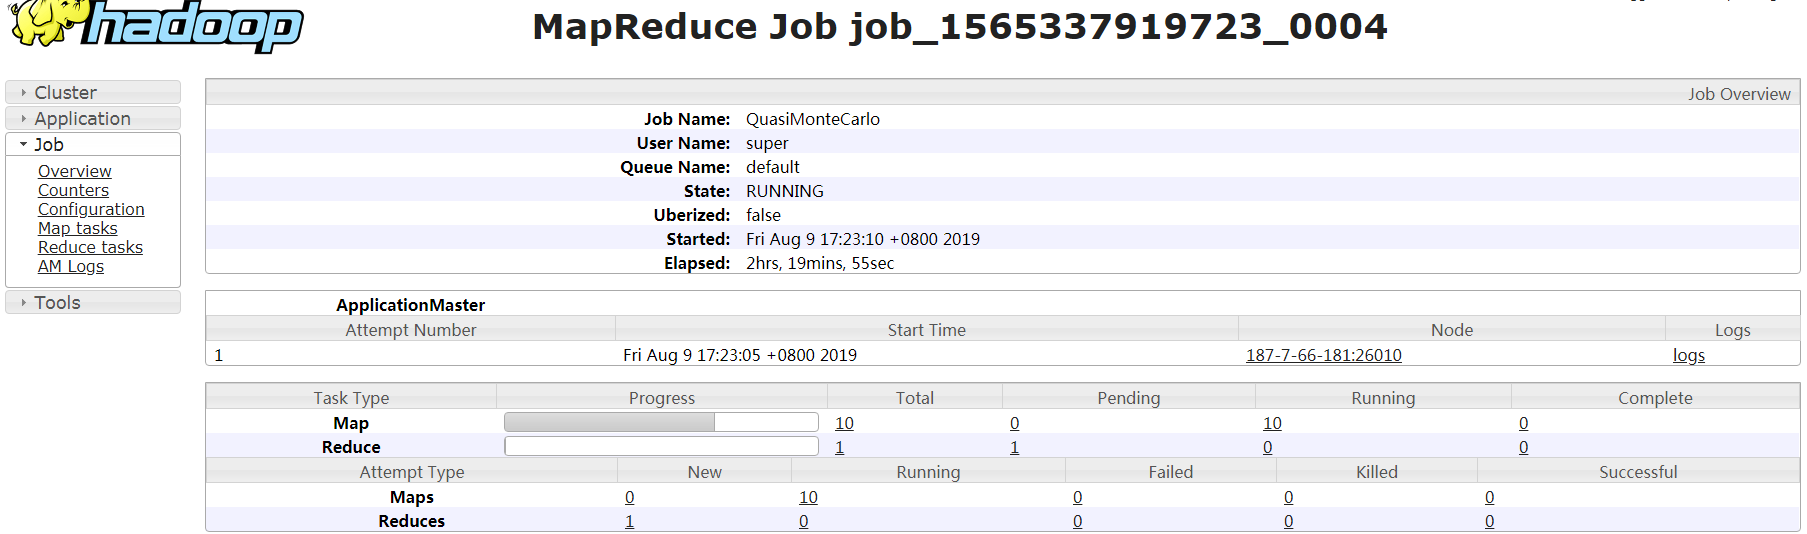 hadoop
MapReduce Job job_1565337919723_0004
Cluster
Application
Job
Overview
Counters
Configuration
Map tasks
Reduce tasks
AM Logs
Tools
Job Overview
Job Name: QuasiMonteCarlo
User Name: super
Queue Name: default
State: RUNNING
Uberized: false
Started: Fri Aug 9 17:23:10 +0800 2019
Elapsed: 2hrs, 19mins, 55sec
ApplicationMaster
Attempt Number Start Time Node Logs
1 Fri Aug 9 17:23:05 +0800 2019 187-7-66-181:26010 logs
Task Type Progress Total Pending Running Complete
Map 10 0 10 0
Reduce 1 1 0 0
Attempt Type New Running Failed Killed Successful
Maps 0 10 0 0 0
Reduces 1 0 0 0 0